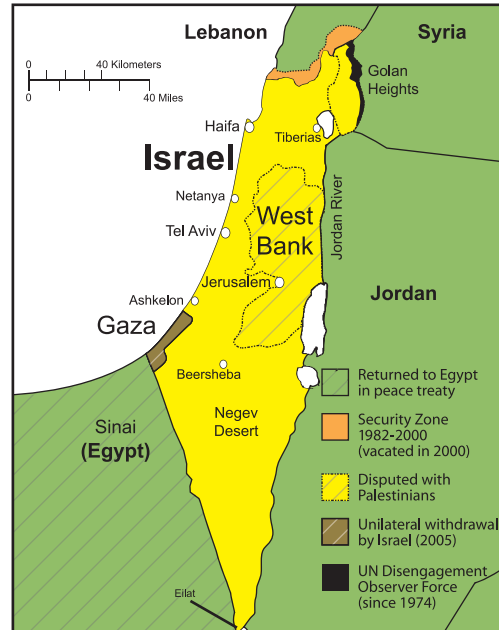 Lebanon
Syria
0 40 Kilometers
0 40 Miles
Golan
Heights
Haifa
Tiberias
Israel
Netanya
West
Bank
Jordan River
Tel Aviv
Jerusalem
Jordan
Ashkelon
Gaza
Beersheba
Negev
Desert
Sinai
(Egypt)
Eilat
Returned to Egypt
in peace treaty
Security Zone
1982-2000
(vacated in 2000)
Disputed with
Palestinians
Unilateral withdrawal
by Israel (2005)
UN Disengagement
Observer Force
(since 1974)